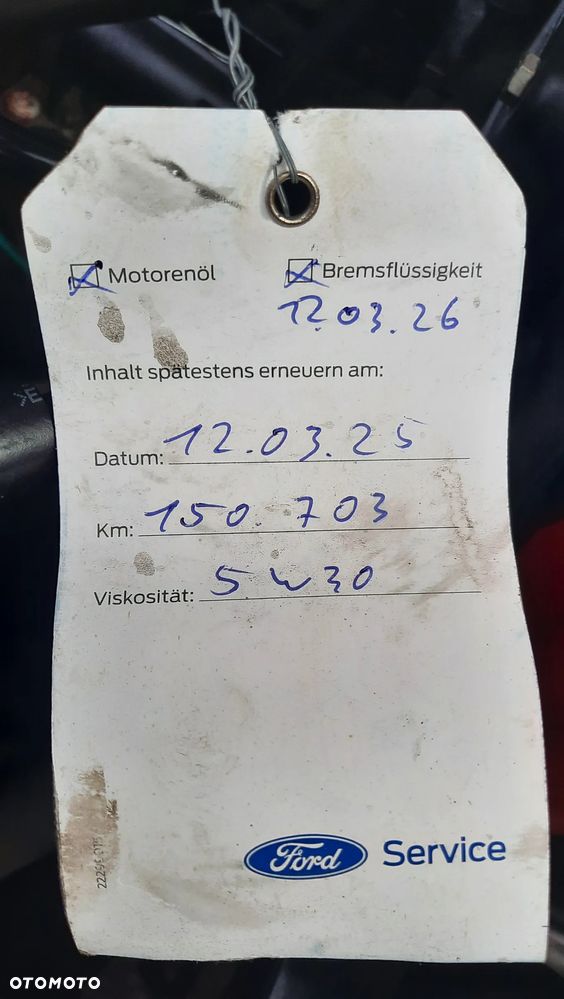 ☒ Motorenöl ☒ Bremsflüssigkeit
12.03.26
Inhalt spätestens erneuern am:
Datum: 12.03.25
Km: 150.703
Viskosität: 5W30
Ford Service
OTOMOTO